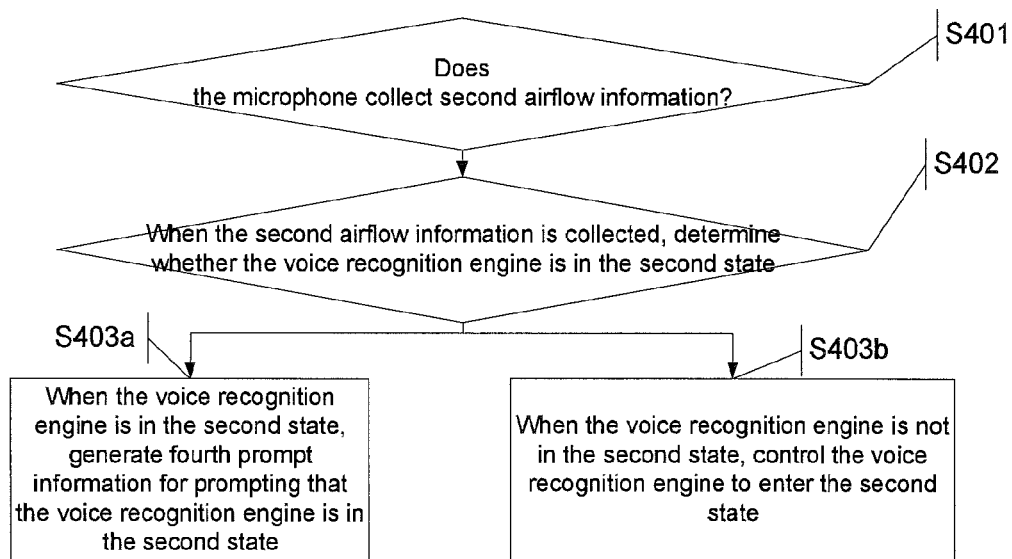 S401
Does
the microphone collect second airflow information?
S402
When the second airflow information is collected, determine
whether the voice recognition engine is in the second state
S403a
When the voice recognition
engine is in the second state,
generate fourth prompt
information for prompting that
the voice recognition engine is in
the second state
S403b
When the voice recognition engine is not
in the second state, control the voice
recognition engine to enter the second
state